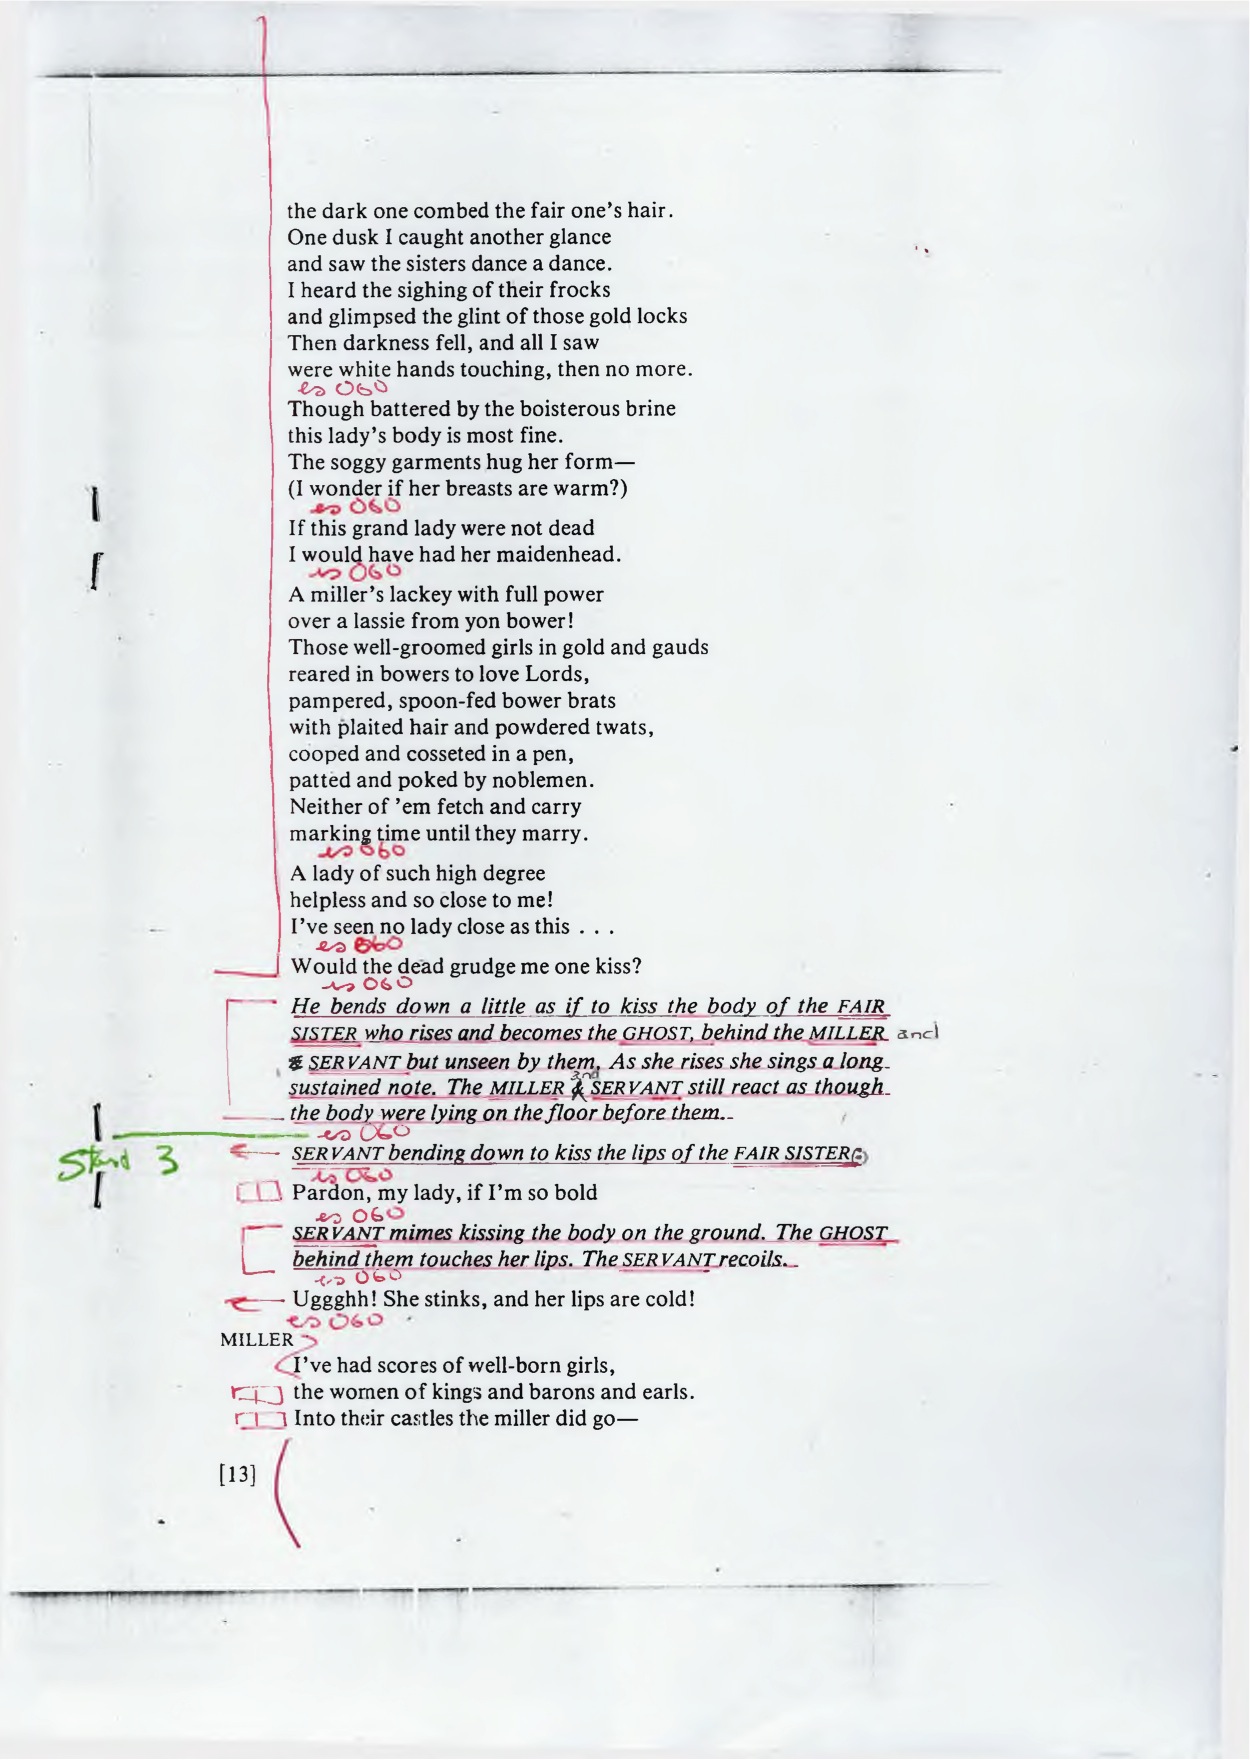 the dark one combed the fair one's hair.
One dusk I caught another glance
and saw the sisters dance a dance.
I heard the sighing of their frocks
and glimpsed the glint of those gold locks
Then darkness fell, and all I saw
were white hands touching, then no more.
060
Though battered by the boisterous brine
this lady's body is most fine.
The soggy garments hug her form—
(I wonder if her breasts are warm?)
060
If this grand lady were not dead
I would have had her maidenhead.
060
A miller's lackey with full power
over a lassie from yon bower!
Those well-groomed girls in gold and gauds
reared in bowers to love Lords,
pampered, spoon-fed bower brats
with plaited hair and powdered twats,
cooped and cosseted in a pen,
patted and poked by noblemen.
Neither of 'em fetch and carry
marking time until they marry.
060
A lady of such high degree
helpless and so close to me!
I've seen no lady close as this . . .
060
Would the dead grudge me one kiss?
060
He bends down a little as if to kiss the body of the FAIR
SISTER who rises and becomes the GHOST, behind the MILLER and
SERVANT but unseen by them. As she rises she sings a long
sustained note. The MILLER and SERVANT still react as though
the body were lying on the floor before them.
060
SERVANT bending down to kiss the lips of the FAIR SISTER
Stand 3
060
Pardon, my lady, if I'm so bold
060
SERVANT mimes kissing the body on the ground. The GHOST
behind them touches her lips. The SERVANT recoils.
060
Uggghh! She stinks, and her lips are cold!
060
MILLER
I've had scores of well-born girls,
the women of kings and barons and earls.
Into their castles the miller did go—
[13]